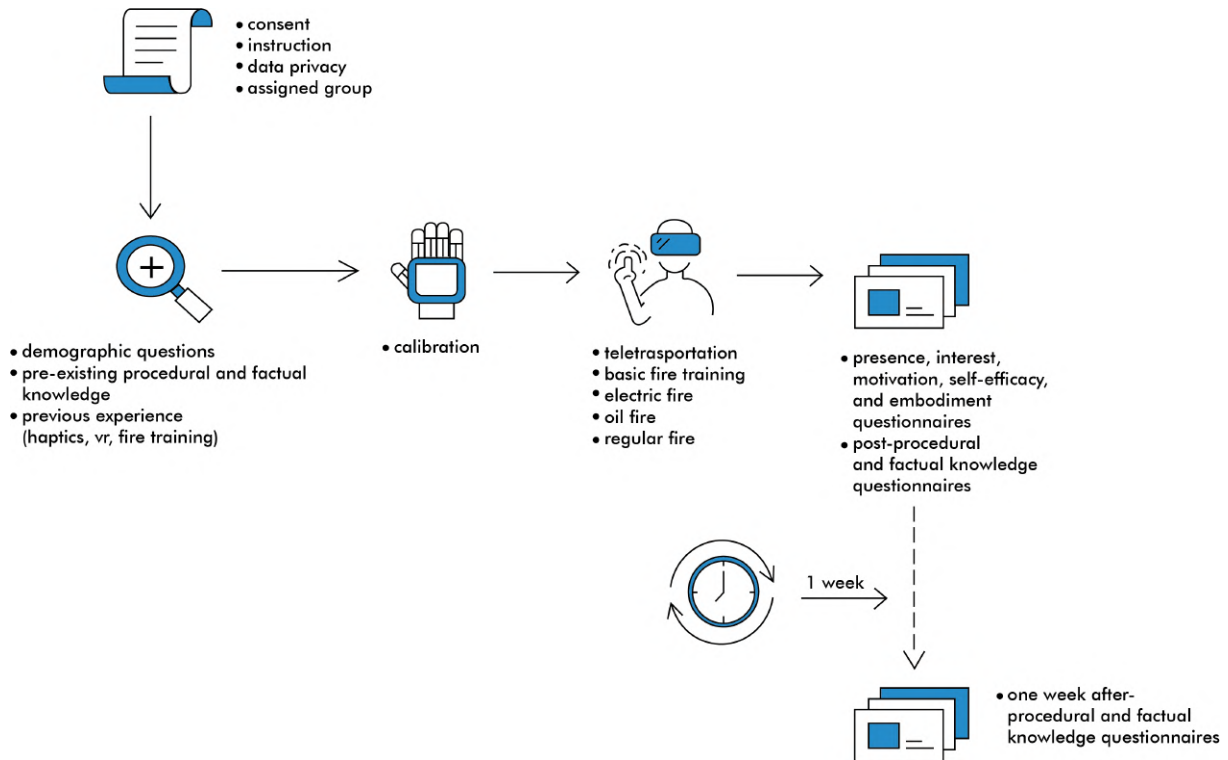 • consent
• instruction
• data privacy
• assigned group
• demographic questions
• pre-existing procedural and factual
knowledge
• previous experience
(haptics, vr, fire training)
• calibration
• teletrasportation
• basic fire training
• electric fire
• oil fire
• regular fire
• presence, interest,
motivation, self-efficacy,
and embodiment
questionnaires
• post-procedural
and factual knowledge
questionnaires
1 week
• one week after-
procedural and factual
knowledge questionnaires